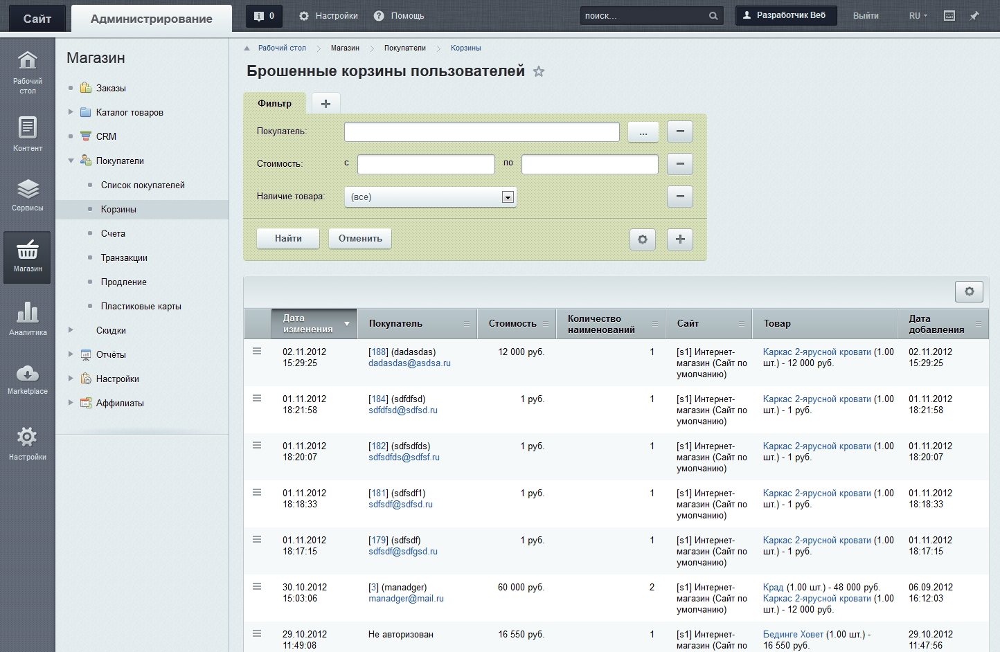 Сайт
Администрирование
0
Настройки
Помощь
поиск...
Разработчик Веб
Выйти
RU
Рабочий стол
Контент
Сервисы
Магазин
Аналитика
Marketplace
Настройки
Магазин
Заказы
Каталог товаров
CRM
Покупатели
Список покупателей
Корзины
Счета
Транзакции
Продление
Пластиковые карты
Скидки
Отчёты
Настройки
Аффилиаты
Рабочий стол
Магазин
Покупатели
Корзины
Брошенные корзины пользователей
Фильтр
Покупатель:
...
Стоимость: с по
Наличие товара: (все)
Найти
Отменить
Дата изменения
Покупатель
Стоимость
Количество наименований
Сайт
Товар
Дата добавления
02.11.2012 [188] (dadasdas) 12 000 руб. 1 [s1] Интернет- Каркас 2-ярусной кровати (1.00 02.11.2012
15:29:25 dadasdas@asdsa.ru магазин (Сайт по шт.) - 12 000 руб. 15:29:25
умолчанию)
01.11.2012 [184] (sdfdfsd) 1 руб. 1 [s1] Интернет- Каркас 2-ярусной кровати (1.00 01.11.2012
18:21:58 sdfdfsd@sdfsd.ru магазин (Сайт по шт.) - 1 руб. 18:21:58
умолчанию)
01.11.2012 [182] (sdfsdfds) 1 руб. 1 [s1] Интернет- Каркас 2-ярусной кровати (1.00 01.11.2012
18:20:07 sdfsdfds@sdfsf.ru магазин (Сайт по шт.) - 1 руб. 18:20:07
умолчанию)
01.11.2012 [181] (sdfsdf1) 1 руб. 1 [s1] Интернет- Каркас 2-ярусной кровати (1.00 01.11.2012
18:18:33 sdfsdf@sdfsd.ru магазин (Сайт по шт.) - 1 руб. 18:18:33
умолчанию)
01.11.2012 [179] (sdfsdf) 1 руб. 1 [s1] Интернет- Каркас 2-ярусной кровати (1.00 01.11.2012
18:17:15 sdfsdf@sdfgsd.ru магазин (Сайт по шт.) - 1 руб. 18:17:15
умолчанию)
30.10.2012 [3] (manadger) 60 000 руб. 2 [s1] Интернет- Крад (1.00 шт.) - 48 000 руб. 06.09.2012
15:03:06 manadger@mail.ru магазин (Сайт по Каркас 2-ярусной кровати (1.00 16:12:03
умолчанию) шт.) - 12 000 руб.
29.10.2012 Не авторизован 16 550 руб. 1 [s1] Интернет- Бединге Ховет (1.00 шт.) - 29.10.2012
11:49:08 магазин (Сайт по 16 550 руб. 11:47:56